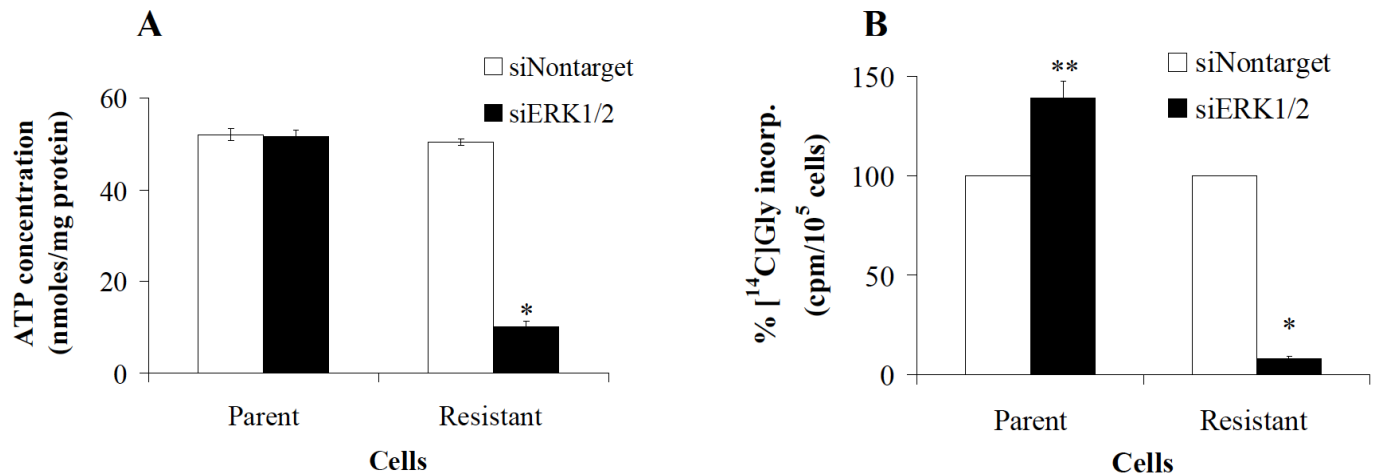 A
siNontarget
siERK1/2
ATP concentration
(nmoles/mg protein)
60
40
20
0
*
Parent Resistant
Cells
B
siNontarget
siERK1/2
% [¹⁴C]Gly incorp.
(cpm/10⁵ cells)
150
100
50
0
**
*
Parent Resistant
Cells